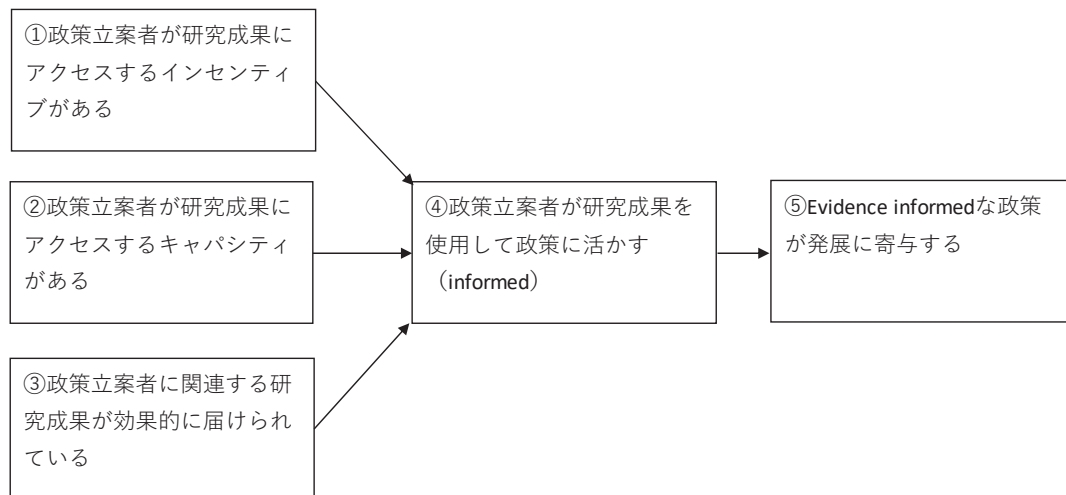 ①政策立案者が研究成果に
アクセスするインセンティ
ブがある
②政策立案者が研究成果に
アクセスするキャパシティ
がある
③政策立案者に関連する研
究成果が効果的に届けられ
ている
④政策立案者が研究成果を
使用して政策に活かす
（informed）
⑤Evidence informedな政策
が発展に寄与する